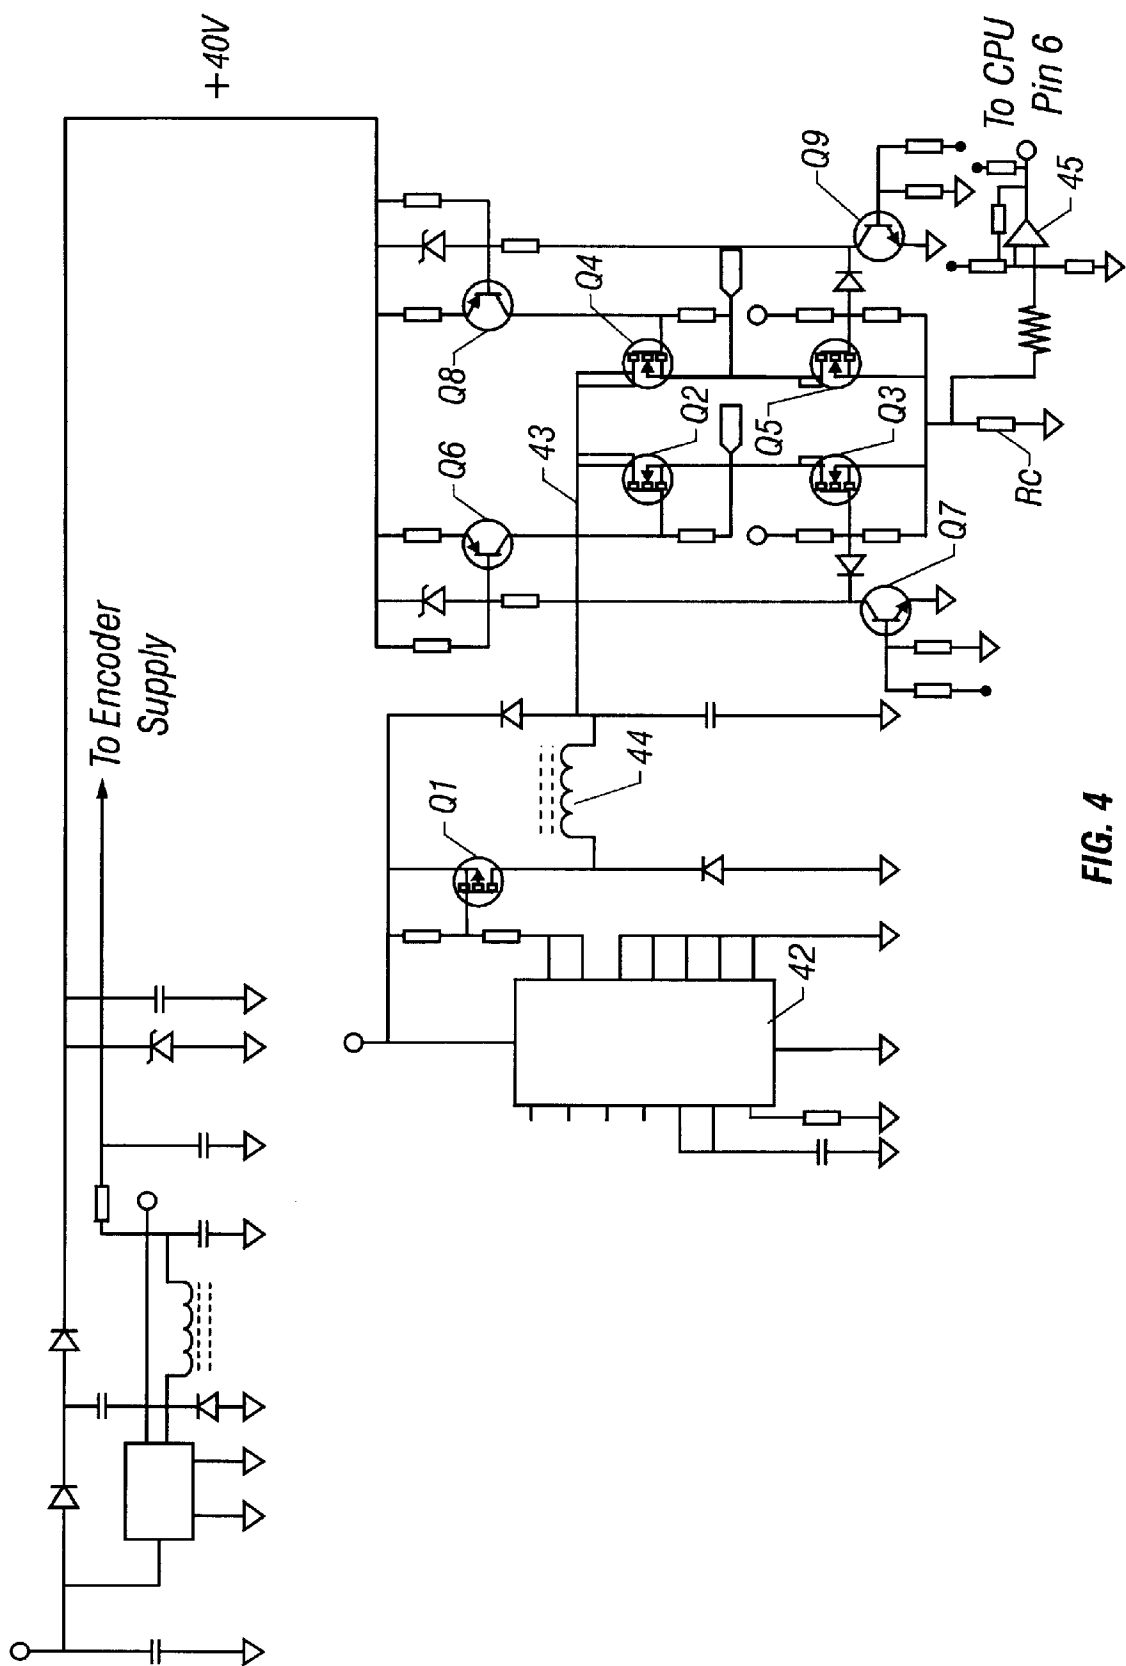 +40V
To Encoder
Supply
Q8
Q6
Q4
Q9
43
Q2
Q5
Q3
To CPU
Pin 6
45
Rc
Q7
Q1
44
42
FIG. 4